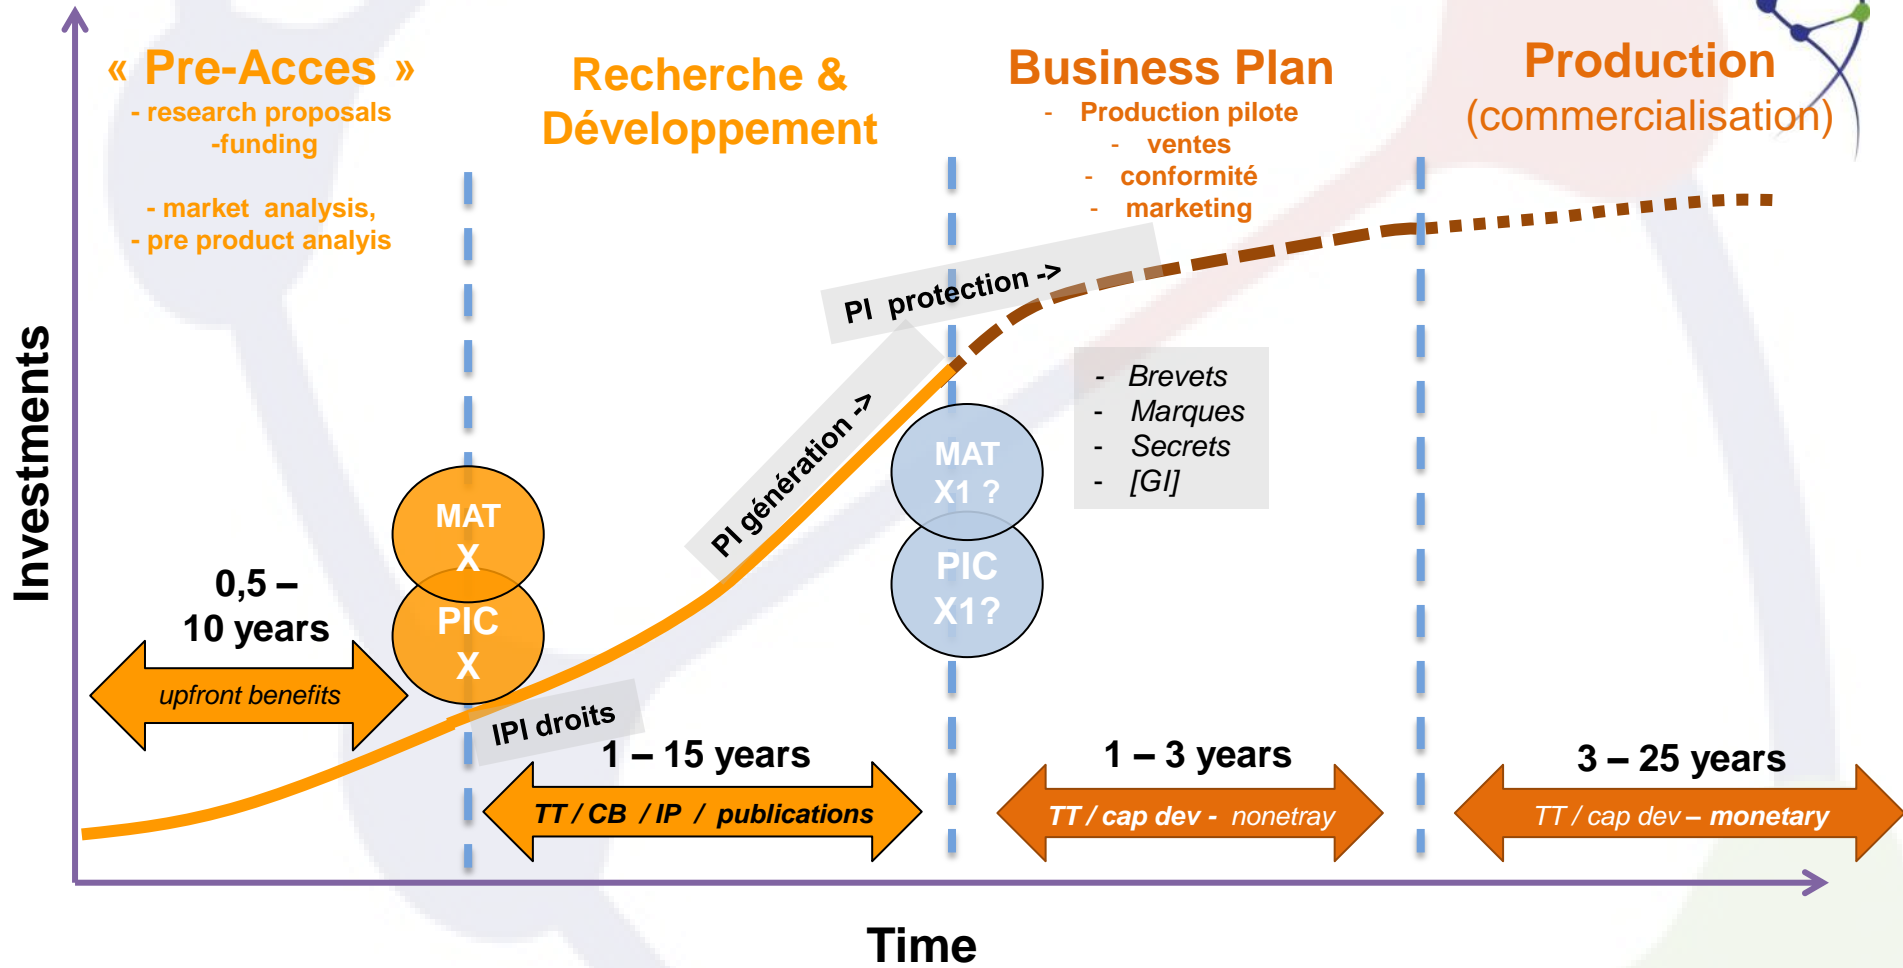 « Pre-Acces »
- research proposals
-funding
- market analysis,
- pre product analyis
Recherche &
Développement
Business Plan
- Production pilote
- ventes
- conformité
- marketing
Production
(commercialisation)
Investments
PI protection ->
PI génération ->
- Brevets
- Marques
- Secrets
- [GI]
MAT
X
PIC
X
MAT
X1 ?
PIC
X1?
0,5 –
10 years
upfront benefits
IPI droits
1 – 15 years
TT / CB / IP / publications
1 – 3 years
TT / cap dev - nonetray
3 – 25 years
TT / cap dev – monetary
Time